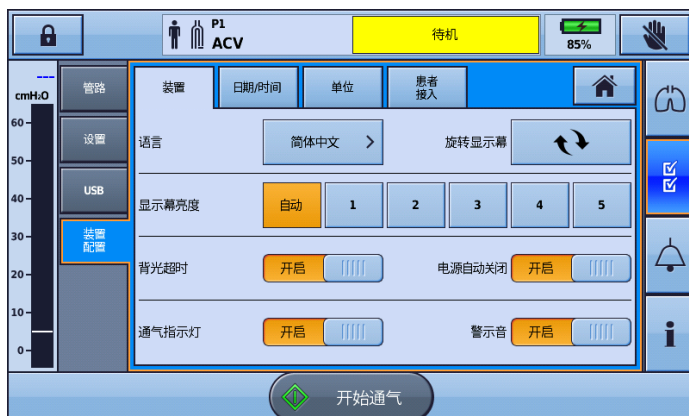 P1
ACV
待机
85%
---
cmH₂O
60
50
40
30
20
10
0
管路
设置
USB
装置
配置
装置
日期/时间
单位
患者
接入
语言
简体中文
旋转显示幕
显示幕亮度
自动
1
2
3
4
5
背光超时
开启
电源自动关闭
开启
通气指示灯
开启
警示音
开启
i
开始通气